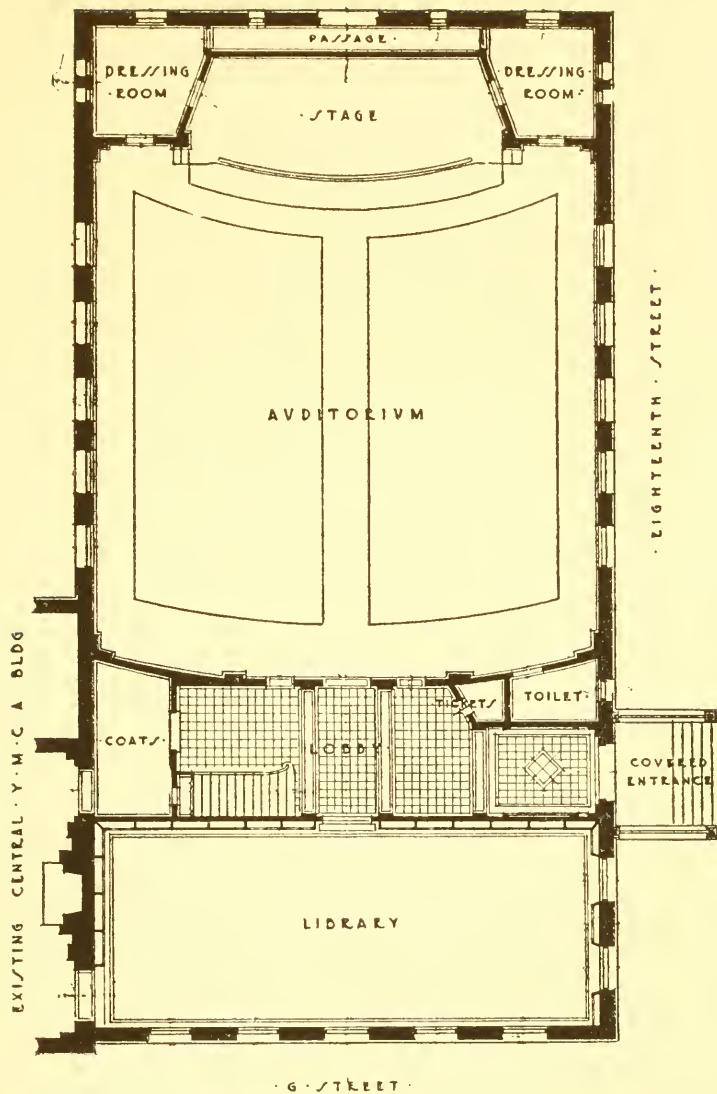 · PASSAGE ·
DRESSING
· ROOM
· DRESSING ·
ROOM ·
· STAGE
· EIGHTEENTH · STREET ·
AVDITORIVM
EXISTING CENTRAL · Y · M · C A BLDG
· COATS ·
LOBBY
TICKETS
TOILET
COVERED
ENTRANCE
LIBRARY
· G · STREET ·